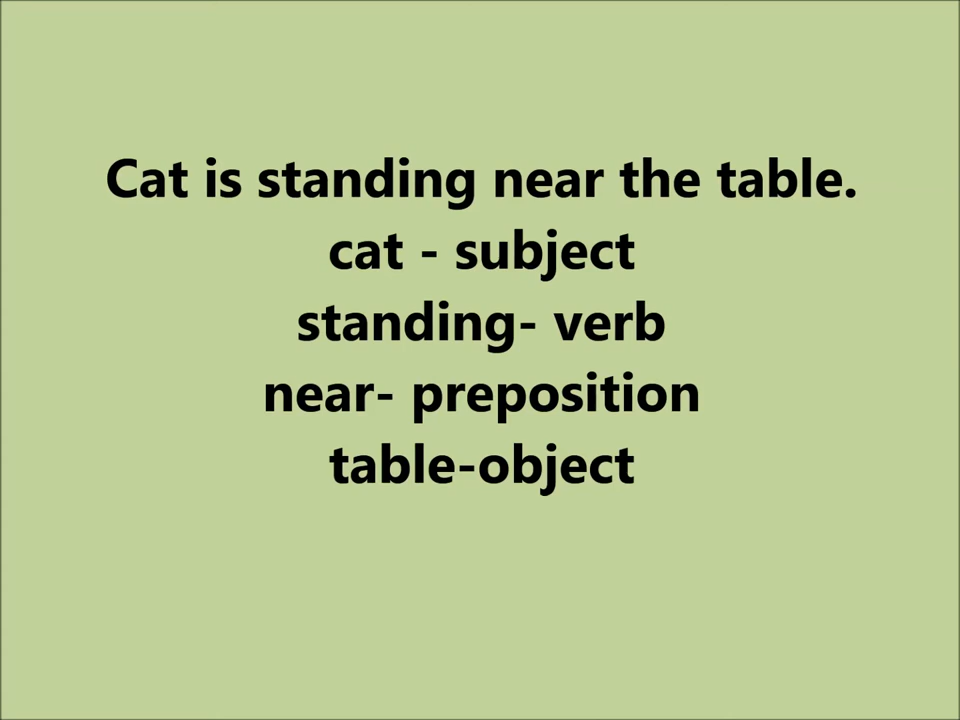 Cat is standing near the table.
cat - subject
standing- verb
near- preposition
table-object